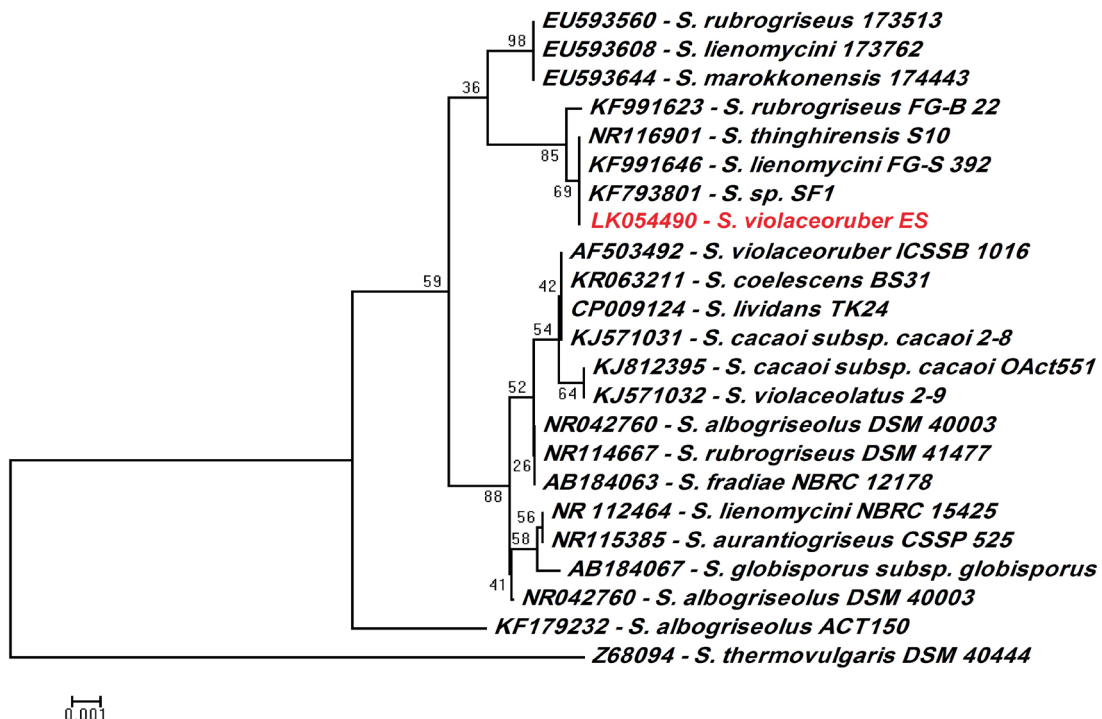 EU593560 - S. rubrogriseus 173513
98
EU593608 - S. lienomycini 173762
EU593644 - S. marokkonensis 174443
36
KF991623 - S. rubrogriseus FG-B 22
NR116901 - S. thinghirensis S10
85
KF991646 - S. lienomycini FG-S 392
69
KF793801 - S. sp. SF1
LK054490 - S. violaceoruber ES
AF503492 - S. violaceoruber ICSSB 1016
59
KR063211 - S. coelescens BS31
42
CP009124 - S. lividans TK24
54
KJ571031 - S. cacaoi subsp. cacaoi 2-8
KJ812395 - S. cacaoi subsp. cacaoi OAct551
52
64
KJ571032 - S. violaceolatus 2-9
NR042760 - S. albogriseolus DSM 40003
NR114667 - S. rubrogriseus DSM 41477
26
AB184063 - S. fradiae NBRC 12178
88
NR 112464 - S. lienomycini NBRC 15425
56
58
NR115385 - S. aurantiogriseus CSSP 525
AB184067 - S. globisporus subsp. globisporus
41
NR042760 - S. albogriseolus DSM 40003
KF179232 - S. albogriseolus ACT150
Z68094 - S. thermovulgaris DSM 40444
0.001